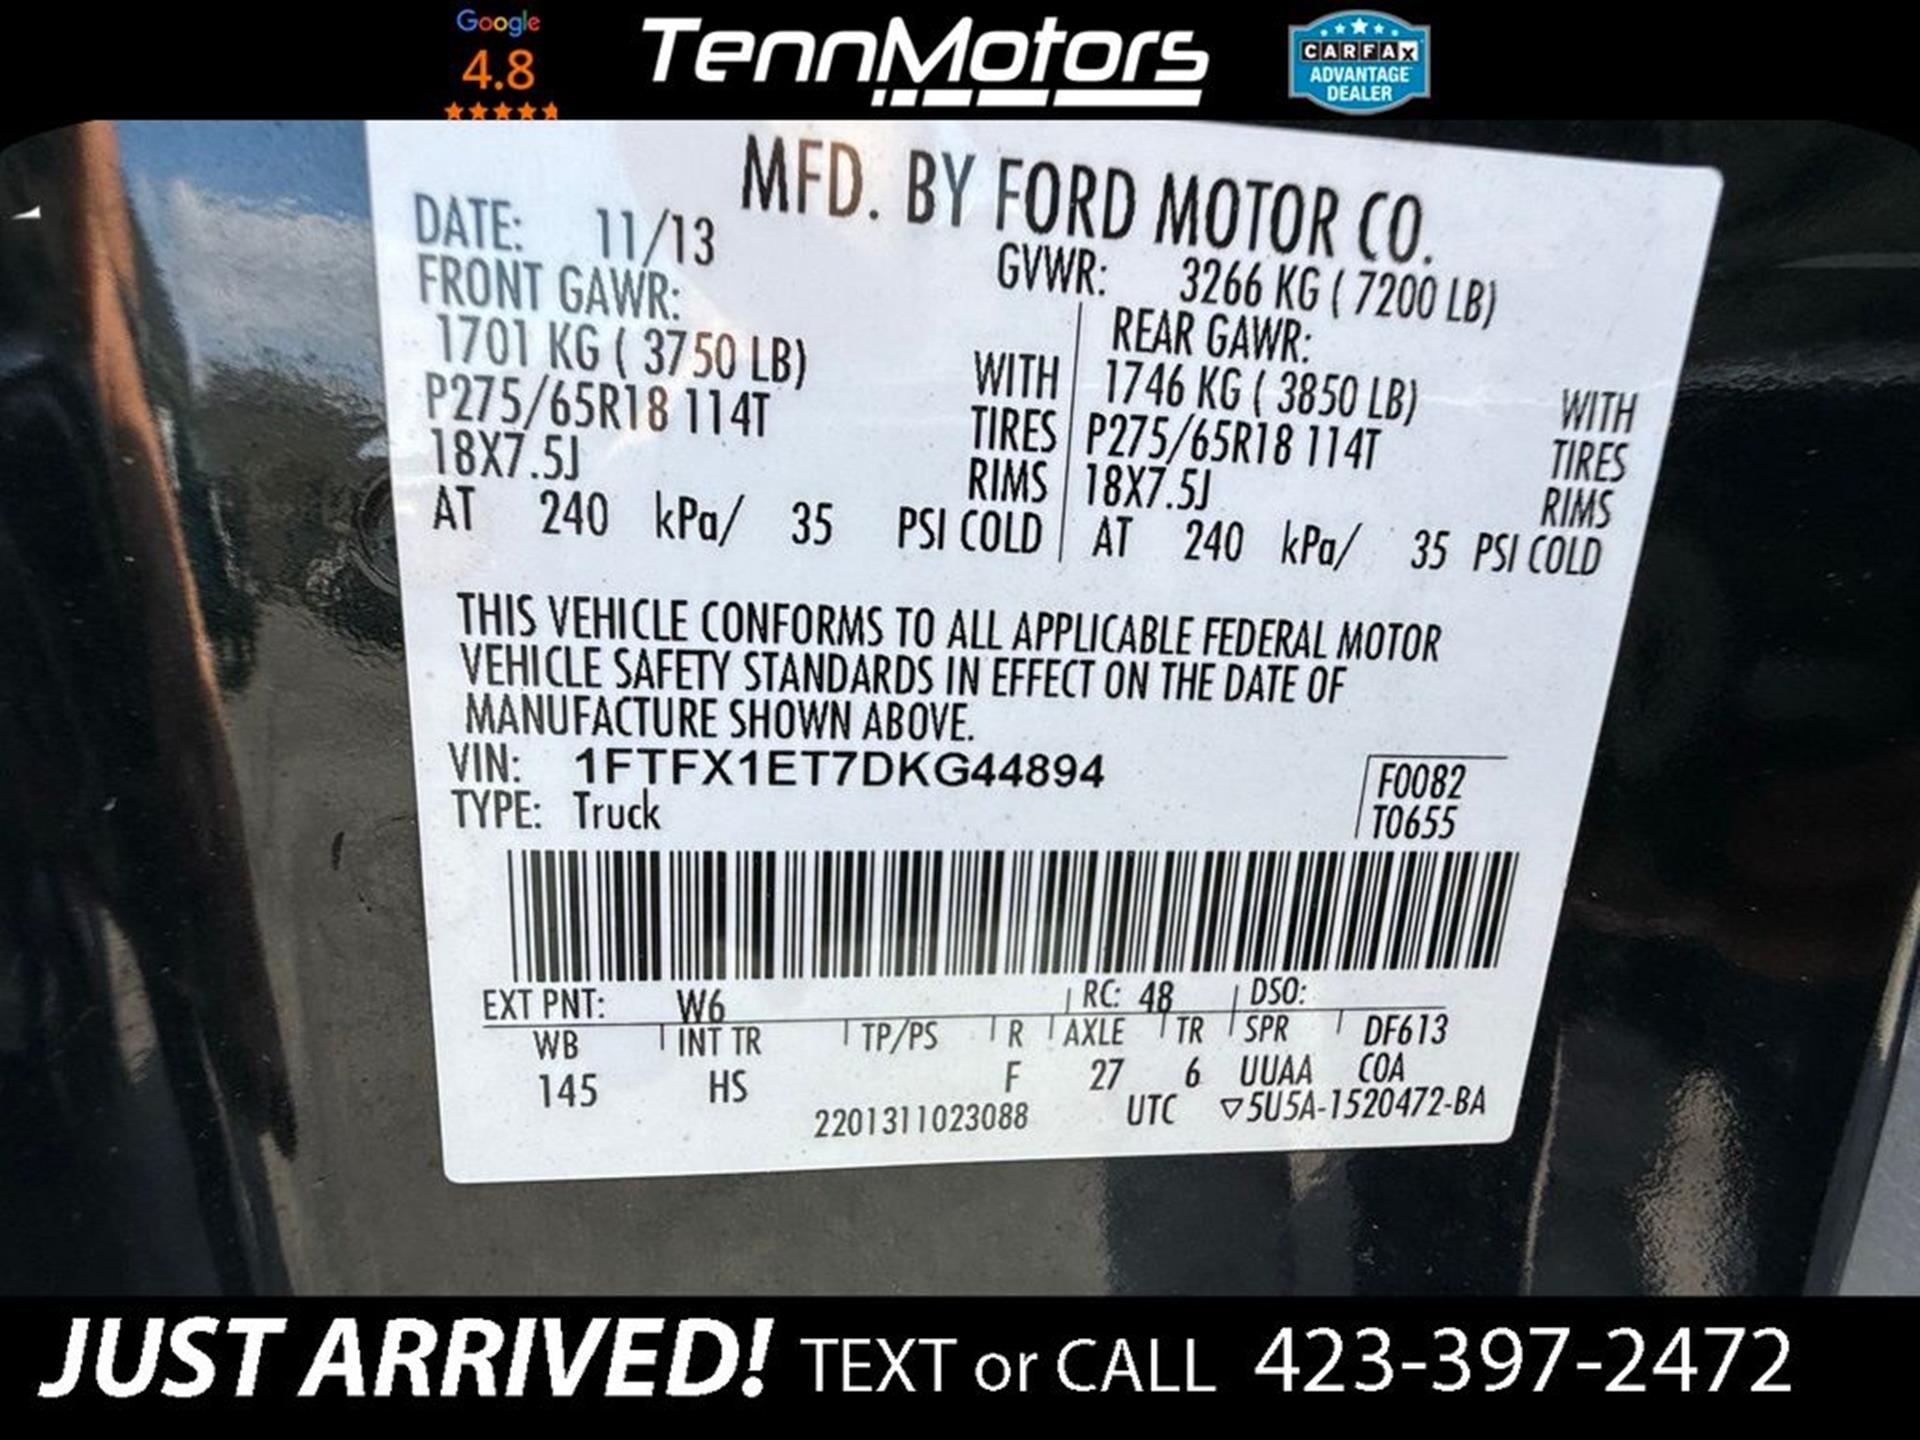 Google
4.8
TennMotors
CARFAX
ADVANTAGE
DEALER
MFD. BY FORD MOTOR CO.
DATE: 11/13
GVWR: 3266 KG ( 7200 LB)
FRONT GAWR:
1701 KG ( 3750 LB) WITH
P275/65R18 114T TIRES
18X7.5J RIMS
AT 240 kPa/ 35 PSI COLD
REAR GAWR:
1746 KG ( 3850 LB) WITH
P275/65R18 114T TIRES
18X7.5J RIMS
AT 240 kPa/ 35 PSI COLD
THIS VEHICLE CONFORMS TO ALL APPLICABLE FEDERAL MOTOR
VEHICLE SAFETY STANDARDS IN EFFECT ON THE DATE OF
MANUFACTURE SHOWN ABOVE.
VIN: 1FTFX1ET7DKG44894
TYPE: Truck
F0082
T0655
EXT PNT: W6 RC: 48 DSO:
WB INT TR TP/PS R AXLE TR SPR DF613
145 HS F 27 6 UUAA COA
2201311023088 UTC ▽5U5A-1520472-BA
JUST ARRIVED! TEXT or CALL 423-397-2472